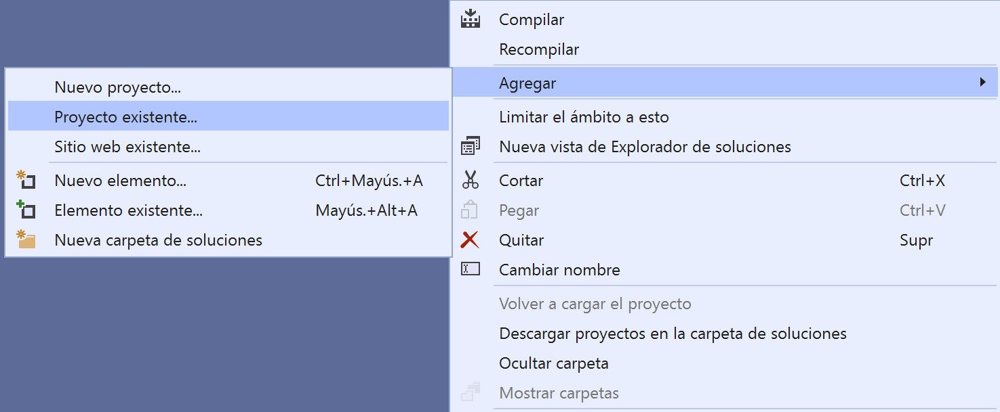 Compilar
Recompilar
Agregar
Limitar el ámbito a esto
Nueva vista de Explorador de soluciones
Cortar Ctrl+X
Pegar Ctrl+V
Quitar Supr
Cambiar nombre
Volver a cargar el proyecto
Descargar proyectos en la carpeta de soluciones
Ocultar carpeta
Mostrar carpetas
Nuevo proyecto...
Proyecto existente...
Sitio web existente...
Nuevo elemento... Ctrl+Mayús.+A
Elemento existente... Mayús.+Alt+A
Nueva carpeta de soluciones